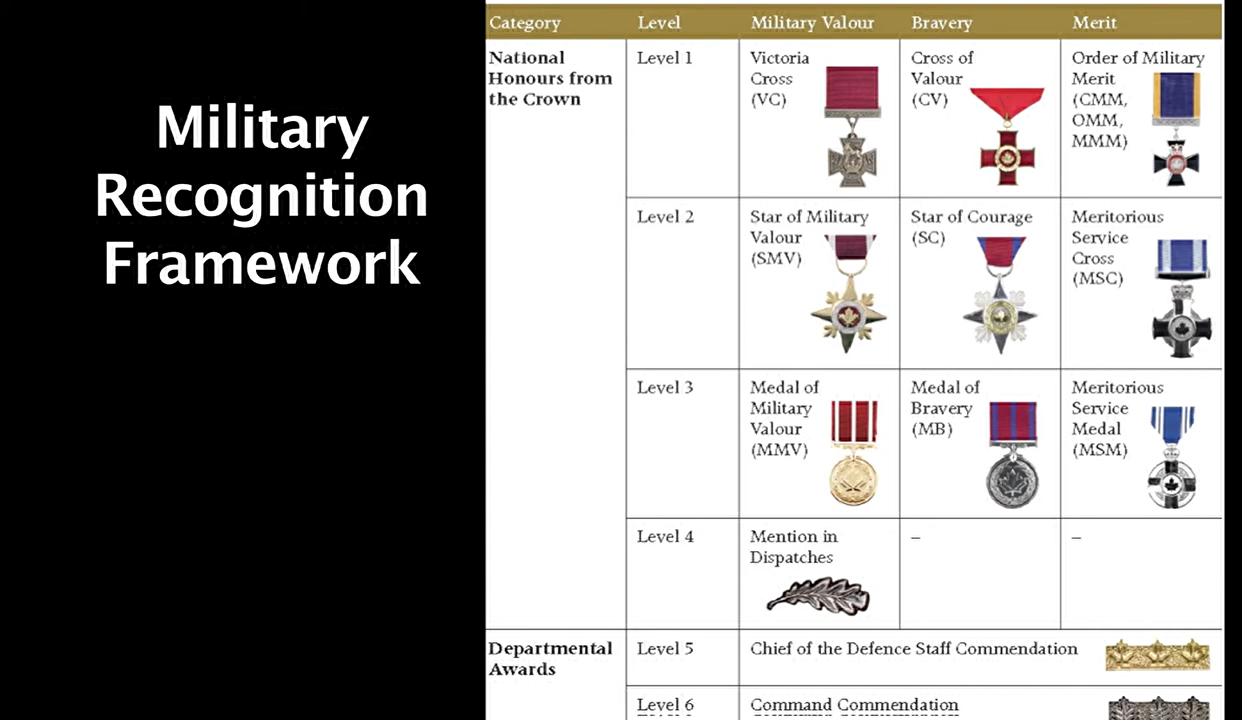 Military
Recognition
Framework
Category Level Military Valour Bravery Merit
National
Honours from
the Crown
Level 1
Victoria
Cross
(VC)
Cross of
Valour
(CV)
Order of Military
Merit
(CMM,
OMM,
MMM)
Level 2
Star of Military
Valour
(SMV)
Star of Courage
(SC)
Meritorious
Service
Cross
(MSC)
Level 3
Medal of
Military
Valour
(MMV)
Medal of
Bravery
(MB)
Meritorious
Service
Medal
(MSM)
Level 4
Mention in
Dispatches
–
–
Departmental
Awards
Level 5
Chief of the Defence Staff Commendation
Level 6
Command Commendation